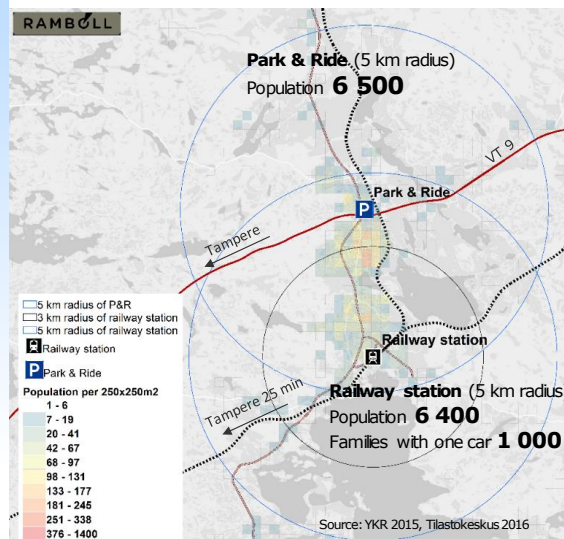 RAMBOLL
Park & Ride (5 km radius)
Population 6 500
VT 9
Park & Ride
P
Tampere
5 km radius of P&R
3 km radius of railway station
5 km radius of railway station
Railway station
P Park & Ride
Population per 250x250m2
1 - 6
7 - 19
20 - 41
42 - 67
68 - 97
98 - 131
133 - 177
181 - 245
251 - 338
376 - 1400
Railway station
Tampere 25 min
Railway station (5 km radius
Population 6 400
Families with one car 1 000
Source: YKR 2015, Tilastokeskus 2016